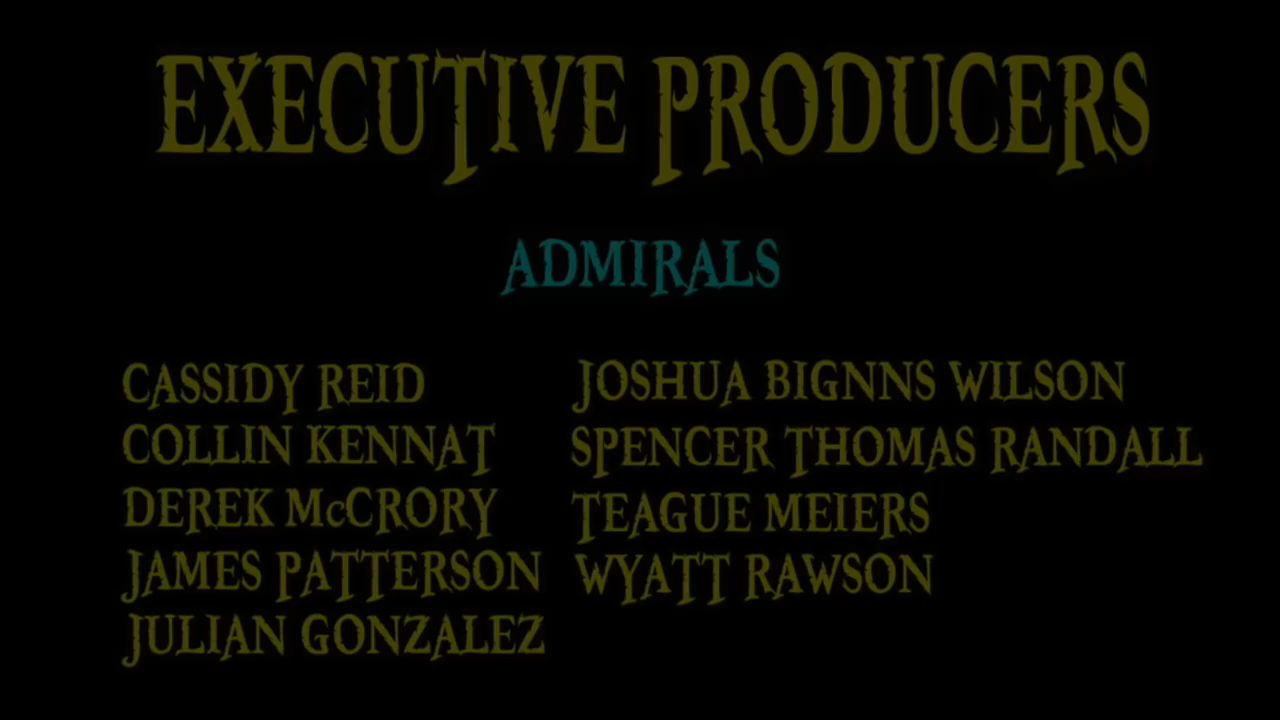 EXECUTIVE PRODUCERS
ADMIRALS
CASSIDY REID
COLLIN KENNAT
DEREK McCRORY
JAMES PATTERSON
JULIAN GONZALEZ
JOSHUA BIGNNS WILSON
SPENCER THOMAS RANDALL
TEAGUE MEIERS
WYATT RAWSON